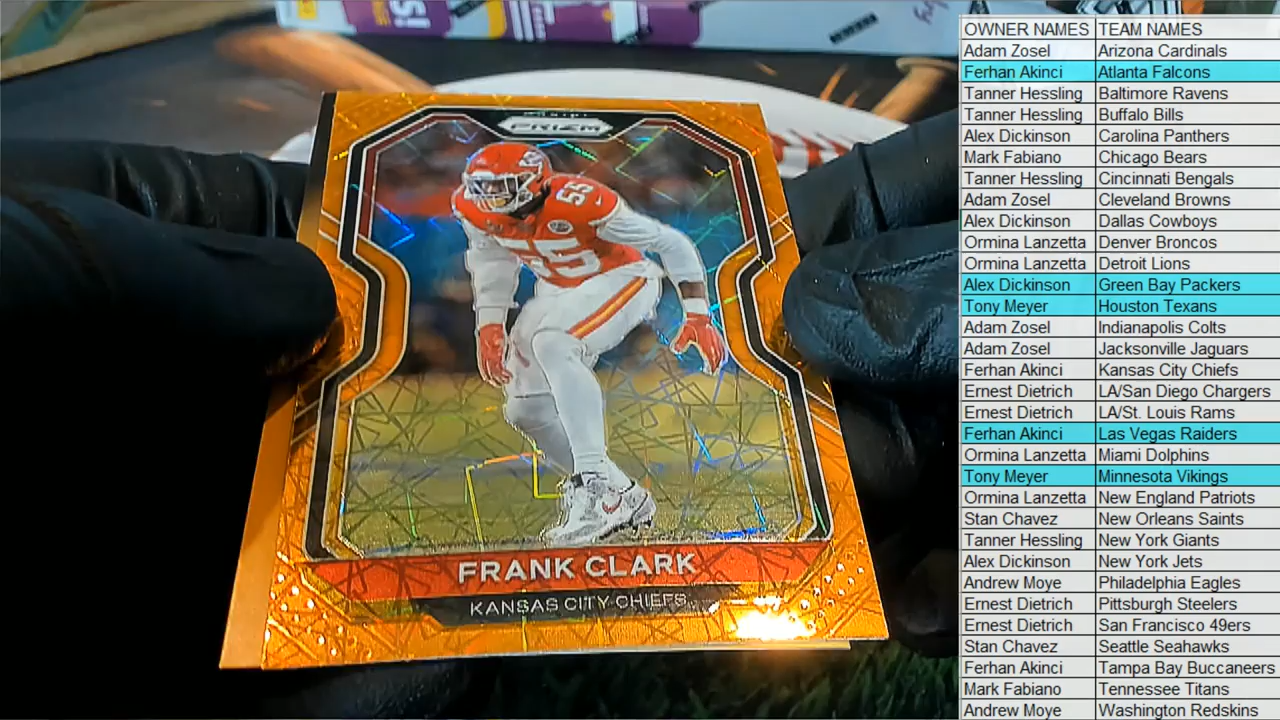 PRIZM
55
55
FRANK CLARK
KANSAS CITY CHIEFS
OWNER NAMES TEAM NAMES
Adam Zosel Arizona Cardinals
Ferhan Akinci Atlanta Falcons
Tanner Hessling Baltimore Ravens
Tanner Hessling Buffalo Bills
Alex Dickinson Carolina Panthers
Mark Fabiano Chicago Bears
Tanner Hessling Cincinnati Bengals
Adam Zosel Cleveland Browns
Alex Dickinson Dallas Cowboys
Ormina Lanzetta Denver Broncos
Ormina Lanzetta Detroit Lions
Alex Dickinson Green Bay Packers
Tony Meyer Houston Texans
Adam Zosel Indianapolis Colts
Adam Zosel Jacksonville Jaguars
Ferhan Akinci Kansas City Chiefs
Ernest Dietrich LA/San Diego Chargers
Ernest Dietrich LA/St. Louis Rams
Ferhan Akinci Las Vegas Raiders
Ormina Lanzetta Miami Dolphins
Tony Meyer Minnesota Vikings
Ormina Lanzetta New England Patriots
Stan Chavez New Orleans Saints
Tanner Hessling New York Giants
Alex Dickinson New York Jets
Andrew Moye Philadelphia Eagles
Ernest Dietrich Pittsburgh Steelers
Ernest Dietrich San Francisco 49ers
Stan Chavez Seattle Seahawks
Ferhan Akinci Tampa Bay Buccaneers
Mark Fabiano Tennessee Titans
Andrew Moye Washington Redskins